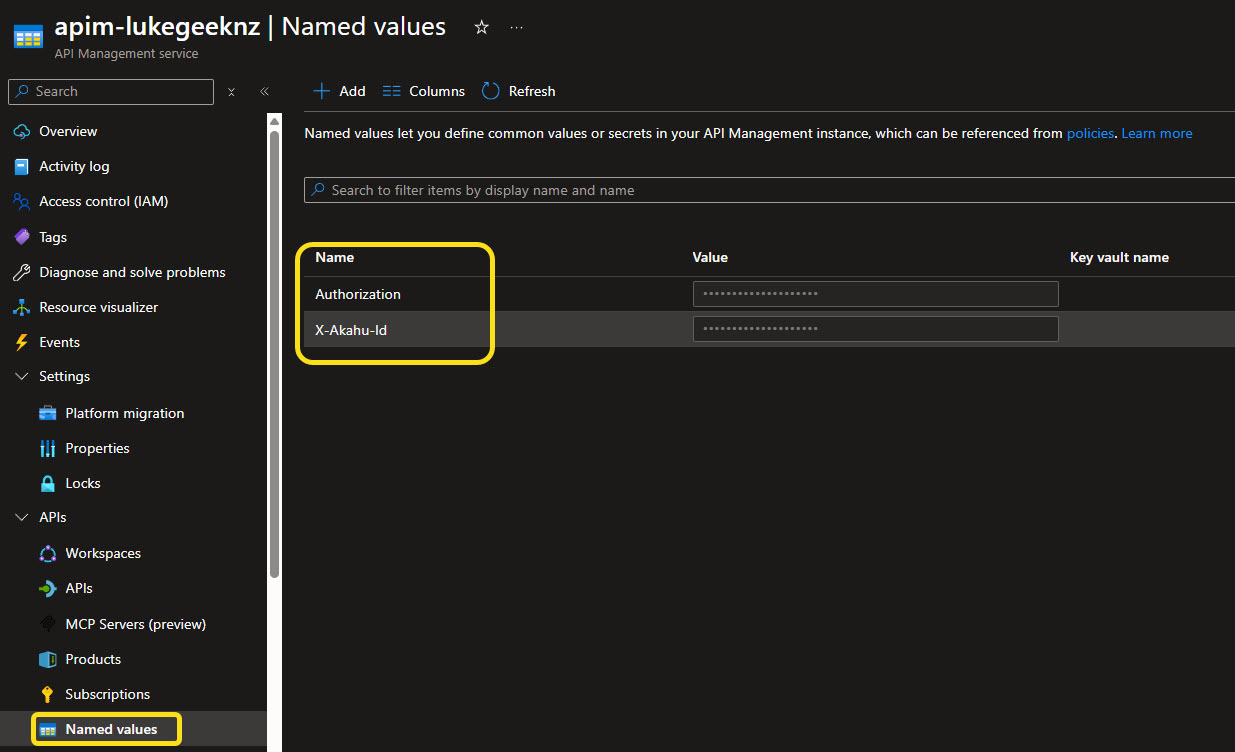 apim-lukegeeknz | Named values
API Management service
Search
Add Columns Refresh
Overview
Activity log
Access control (IAM)
Tags
Diagnose and solve problems
Resource visualizer
Events
Settings
Platform migration
Properties
Locks
APIs
Workspaces
APIs
MCP Servers (preview)
Products
Subscriptions
Named values
Named values let you define common values or secrets in your API Management instance, which can be referenced from policies. Learn more
Search to filter items by display name and name
Name Value Key vault name
Authorization ••••••••••••••••••••
X-Akahu-Id ••••••••••••••••••••